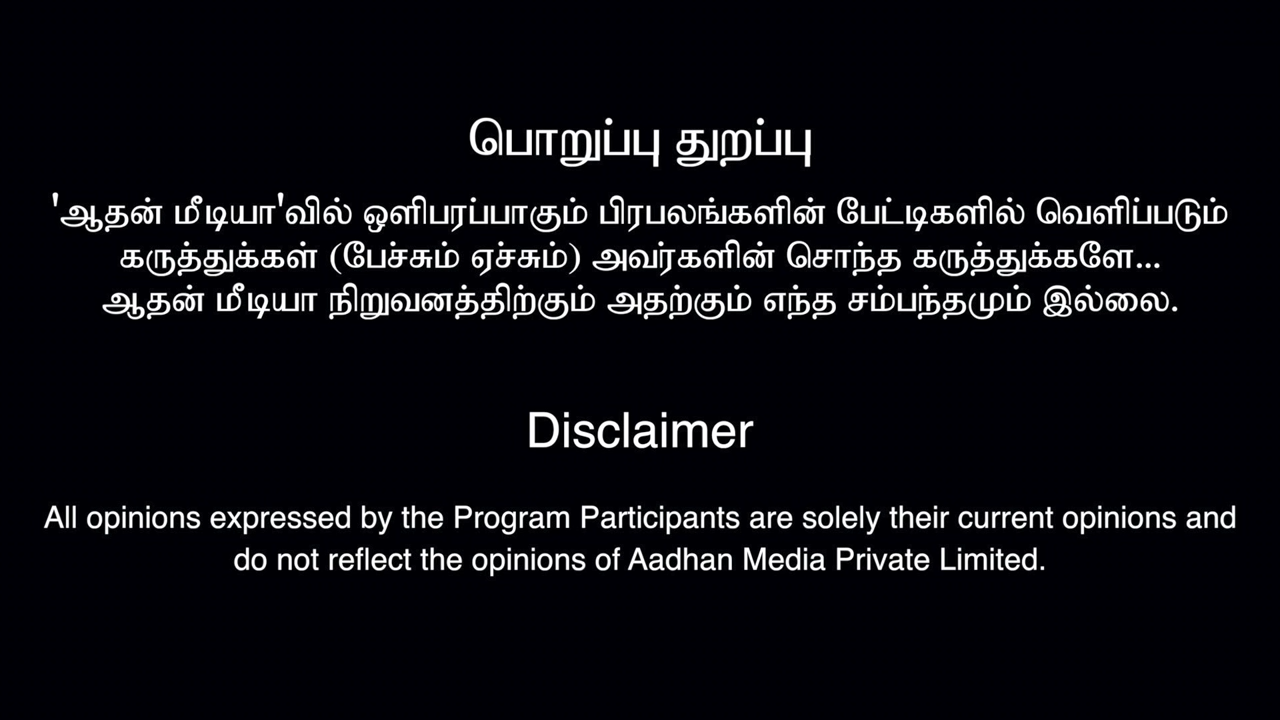 பொறுப்பு துறப்பு
'ஆதன் மீடியா'வில் ஒளிபரப்பாகும் பிரபலங்களின் பேட்டிகளில் வெளிப்படும்
கருத்துக்கள் (பேச்சும் ஏச்சும்) அவர்களின் சொந்த கருத்துக்களே...
ஆதன் மீடியா நிறுவனத்திற்கும் அதற்கும் எந்த சம்பந்தமும் இல்லை.
Disclaimer
All opinions expressed by the Program Participants are solely their current opinions and
do not reflect the opinions of Aadhan Media Private Limited.